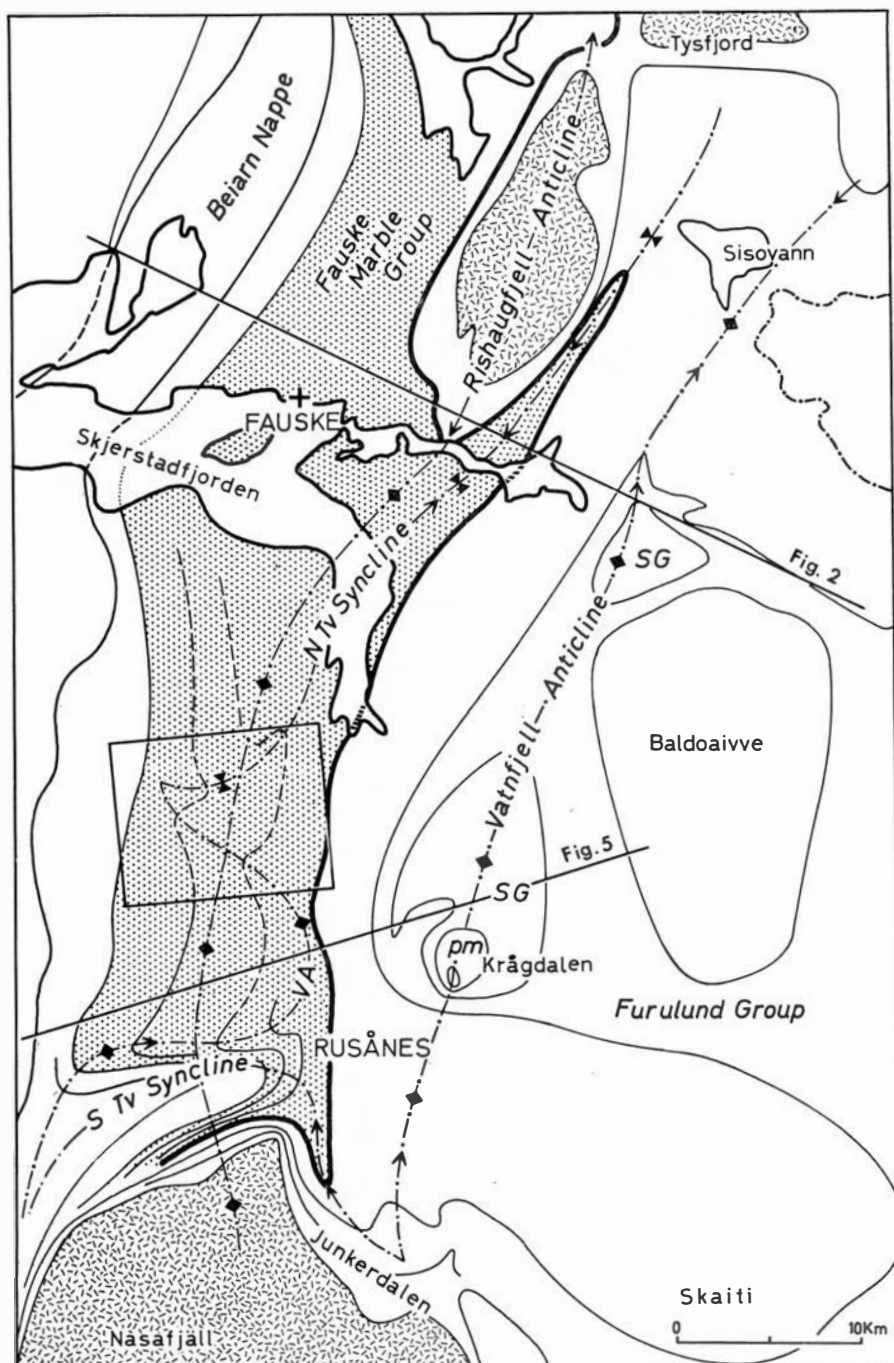 Tysfjord
Beiarn Nappe
Fauske
Marble
Group
Rishaugfjell Anticline
Sisovann
FAUSKE
Skjerstadfjorden
Fig. 2
SG
N Tv Syncline
Vatnfjell Anticline
Baldoaivve
Fig. 5
SG
pm
Krågdalen
VA
Furulund Group
RUSÅNES
S Tv Syncline
Junkerdalen
Skaiti
Nasafjäll
0 10Km